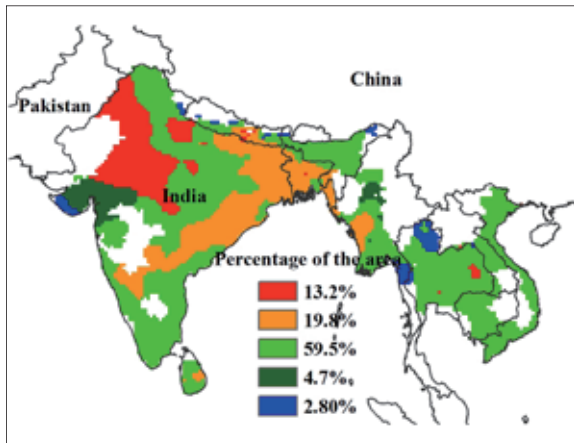 China
Pakistan
India
Percentage of the area
13.2%
19.8%
59.5%
4.7%
2.80%